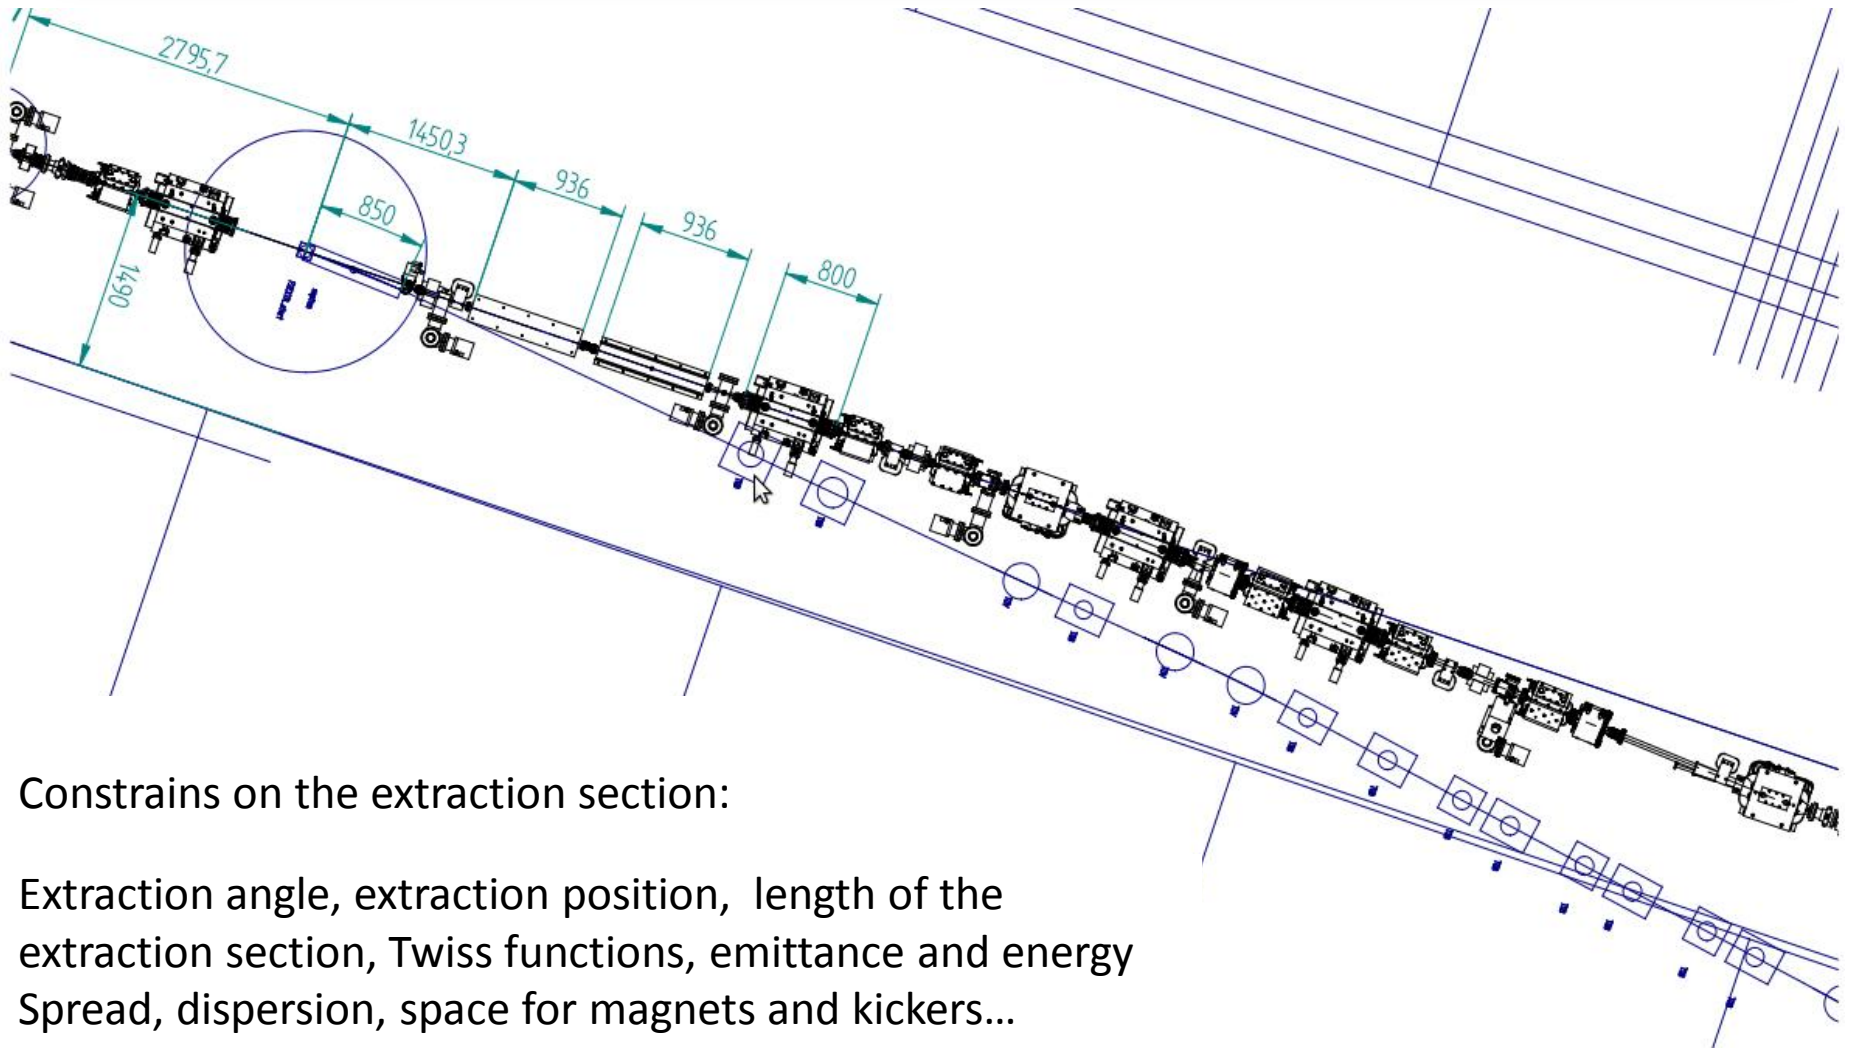 2795,7
1450,3
936
850
936
800
1490
Constrains on the extraction section:
Extraction angle, extraction position,  length of the
extraction section, Twiss functions, emittance and energy
Spread, dispersion, space for magnets and kickers…